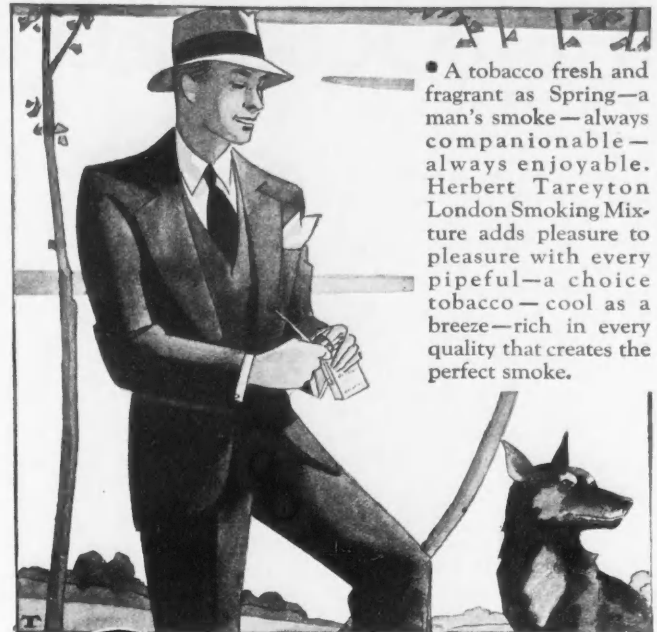 • A tobacco fresh and
fragrant as Spring—a
man's smoke—always
companionable—
always enjoyable.
Herbert Tareyton
London Smoking Mix-
ture adds pleasure to
pleasure with every
pipeful—a choice
tobacco—cool as a
breeze—rich in every
quality that creates the
perfect smoke.
T